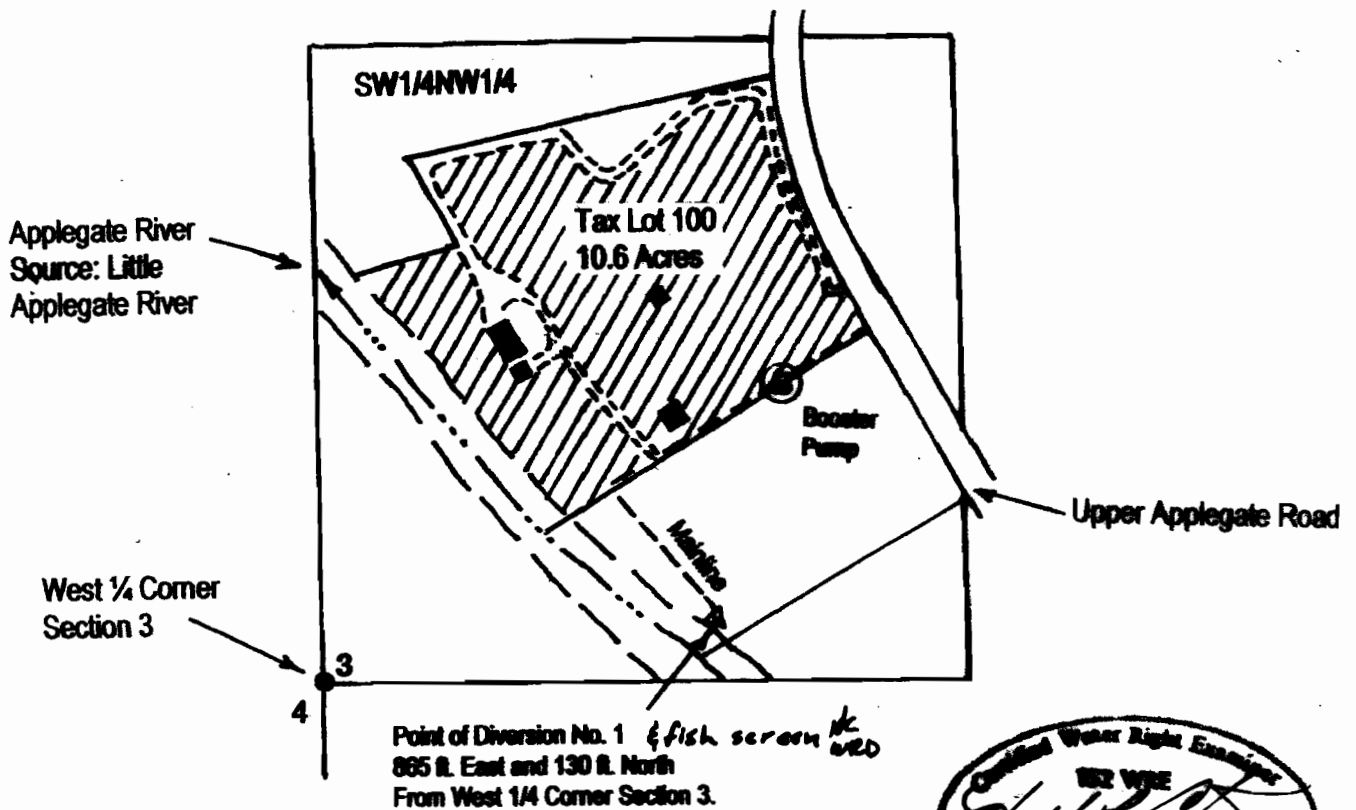 SW1/4NW1/4
Applegate River
Source: Little
Applegate River
Tax Lot 100
10.6 Acres
Booster
Pump
Upper Applegate Road
Mainline
West ¼ Corner
Section 3
3
4
Point of Diversion No. 1 & fish screen
WRD
865 ft. East and 130 ft. North
From West 1/4 Corner Section 3.
Certified Water Right Examiner
152 WRE